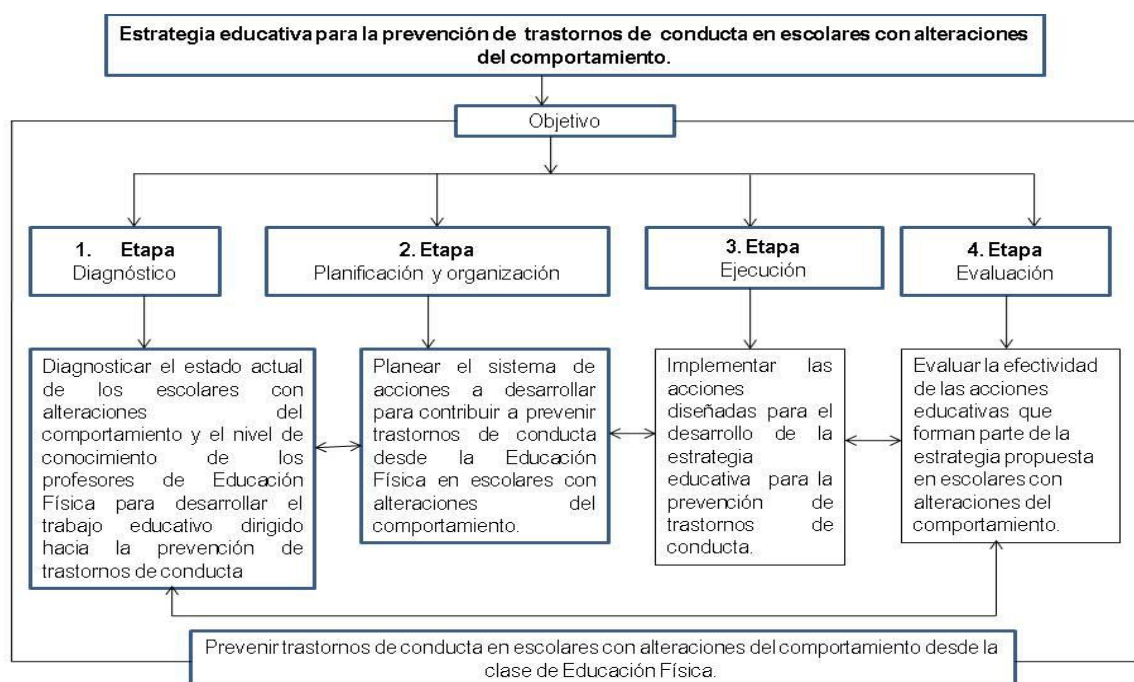 Estrategia educativa para la prevención de trastornos de conducta en escolares con alteraciones
del comportamiento.
Objetivo
1. Etapa
Diagnóstico
2. Etapa
Planificación y organización
3. Etapa
Ejecución
4. Etapa
Evaluación
Diagnosticar el estado actual
de los escolares con
alteraciones del
comportamiento y el nivel de
conocimiento de los
profesores de Educación
Física para desarrollar el
trabajo educativo dirigido
hacia la prevención de
trastornos de conducta
Planear el sistema de
acciones a desarrollar
para contribuir a prevenir
trastornos de conducta
desde la Educación
Física en escolares con
alteraciones del
comportamiento.
Implementar las
acciones
diseñadas para el
desarrollo de la
estrategia
educativa para la
prevención de
trastornos de
conducta.
Evaluar la efectividad
de las acciones
educativas que
forman parte de la
estrategia propuesta
en escolares con
alteraciones del
comportamiento.
Prevenir trastornos de conducta en escolares con alteraciones del comportamiento desde la
clase de Educación Física.